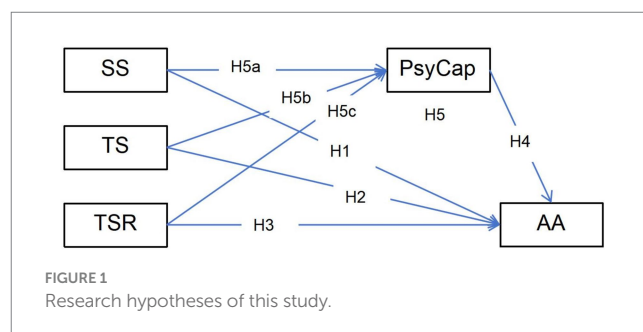 SS
H5a
PsyCap
H5b
H5c
H5
TS
H1
H4
H2
TSR
H3
AA
FIGURE 1
Research hypotheses of this study.